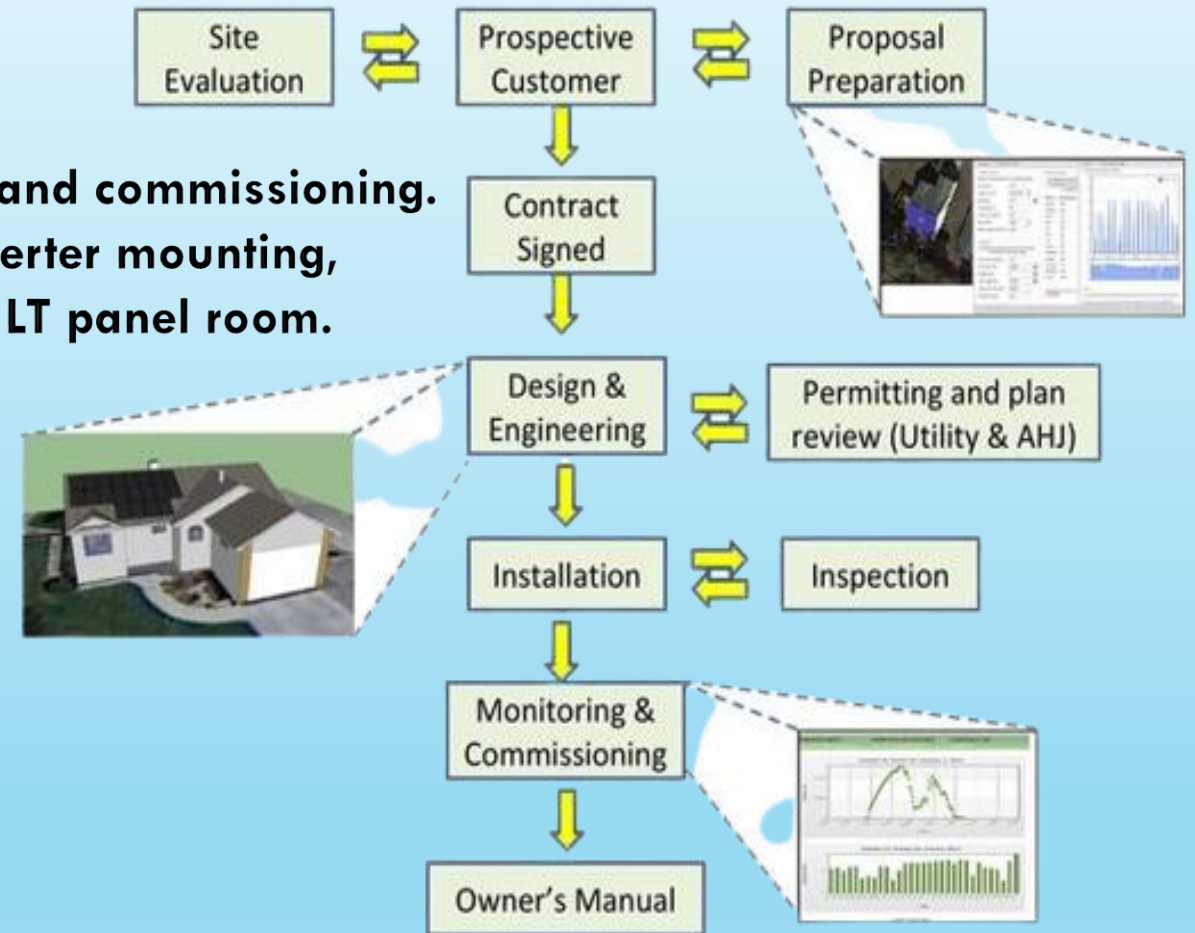 Site
Evaluation
Prospective
Customer
Proposal
Preparation
and commissioning.
erter mounting,
LT panel room.
Contract
Signed
Design &
Engineering
Permitting and plan
review (Utility & AHJ)
Installation
Inspection
Monitoring &
Commissioning
Owner's Manual